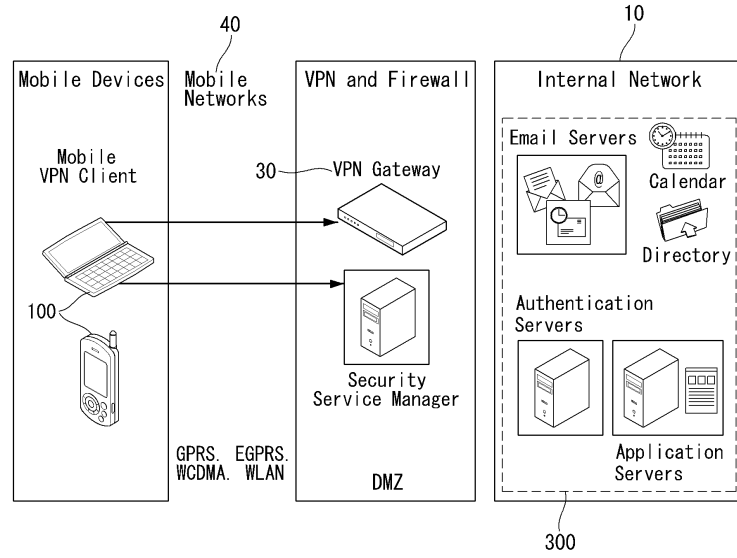 40
10
Mobile Devices
Mobile
Networks
VPN and Firewall
Internal Network
Mobile
VPN Client
30
VPN Gateway
Email Servers
@
Calendar
Directory
100
Security
Service Manager
Authentication
Servers
Application
Servers
GPRS. EGPRS.
WCDMA. WLAN
DMZ
300